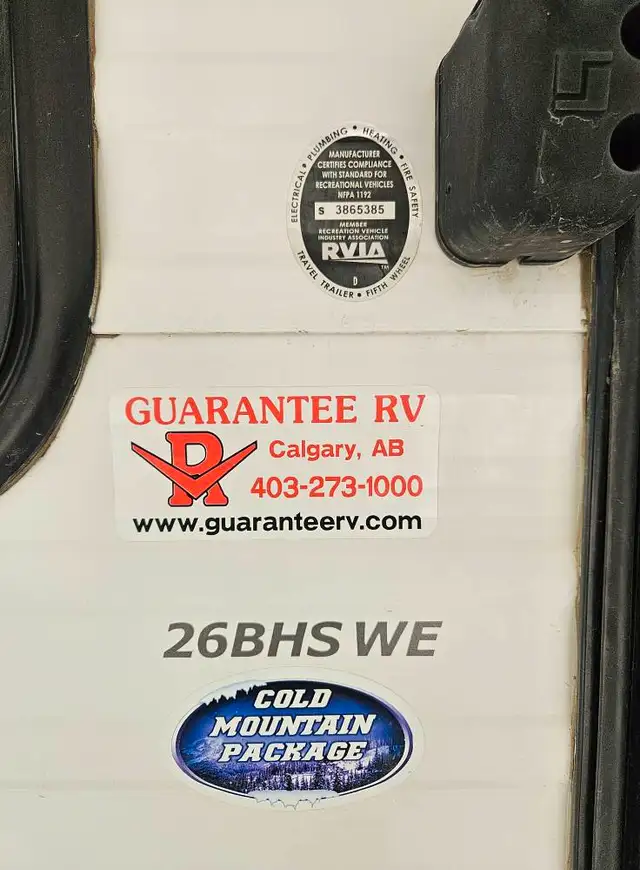 ELECTRICAL • PLUMBING • HEATING • FIRE SAFETY
MANUFACTURER
CERTIFIES COMPLIANCE
WITH STANDARD FOR
RECREATIONAL VEHICLES
NFPA 1192
S 3865385
MEMBER
RECREATION VEHICLE
INDUSTRY ASSOCIATION
RVIA
TM
D
TRAVEL TRAILER • FIFTH WHEEL
GUARANTEE RV
R
Calgary, AB
403-273-1000
www.guaranteerv.com
26BHS WE
COLD
MOUNTAIN
PACKAGE